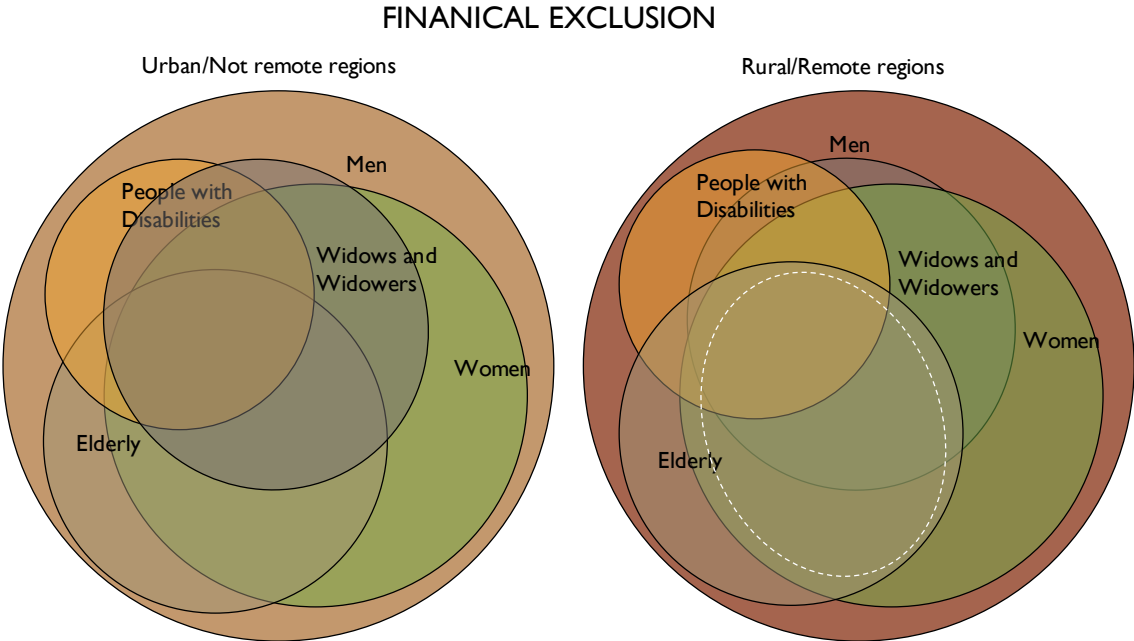 FINANICAL EXCLUSION
Urban/Not remote regions
Men
People with
Disabilities
Widows and
Widowers
Women
Elderly
Rural/Remote regions
Men
People with
Disabilities
Widows and
Widowers
Women
Elderly